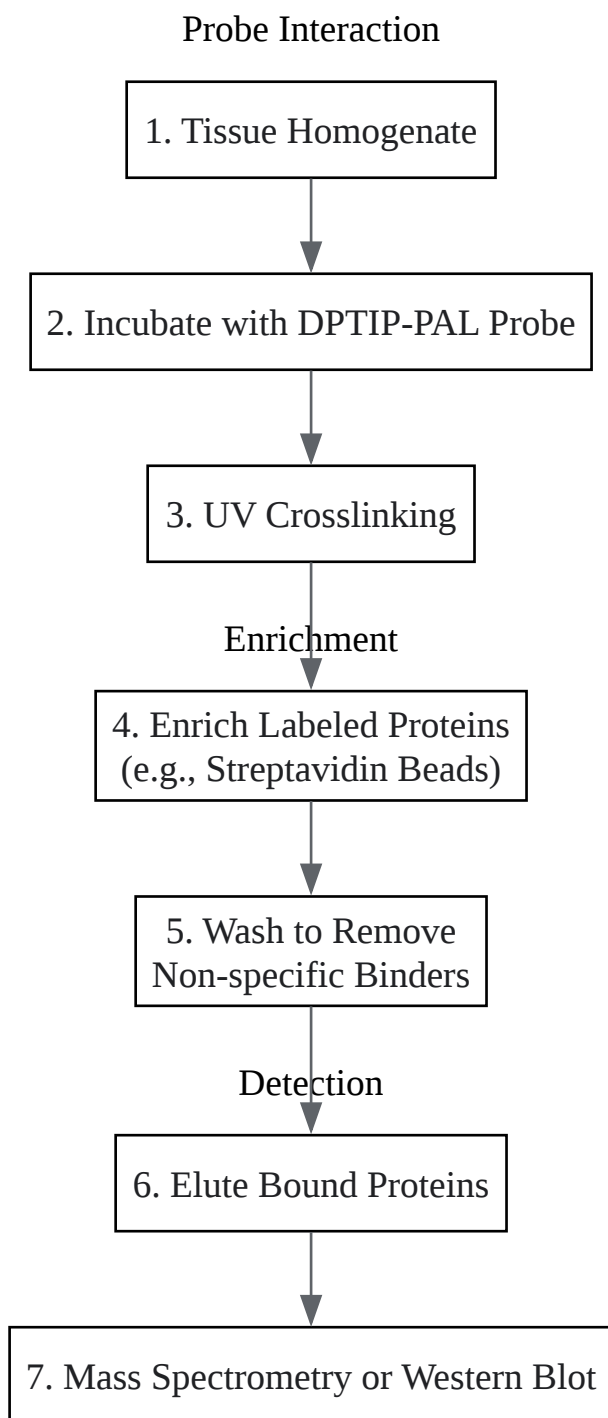 Probe Interaction
1. Tissue Homogenate
2. Incubate with DPTIP-PAL Probe
3. UV Crosslinking
Enrichment
4. Enrich Labeled Proteins
(e.g., Streptavidin Beads)
5. Wash to Remove
Non-specific Binders
Detection
6. Elute Bound Proteins
7. Mass Spectrometry or Western Blot